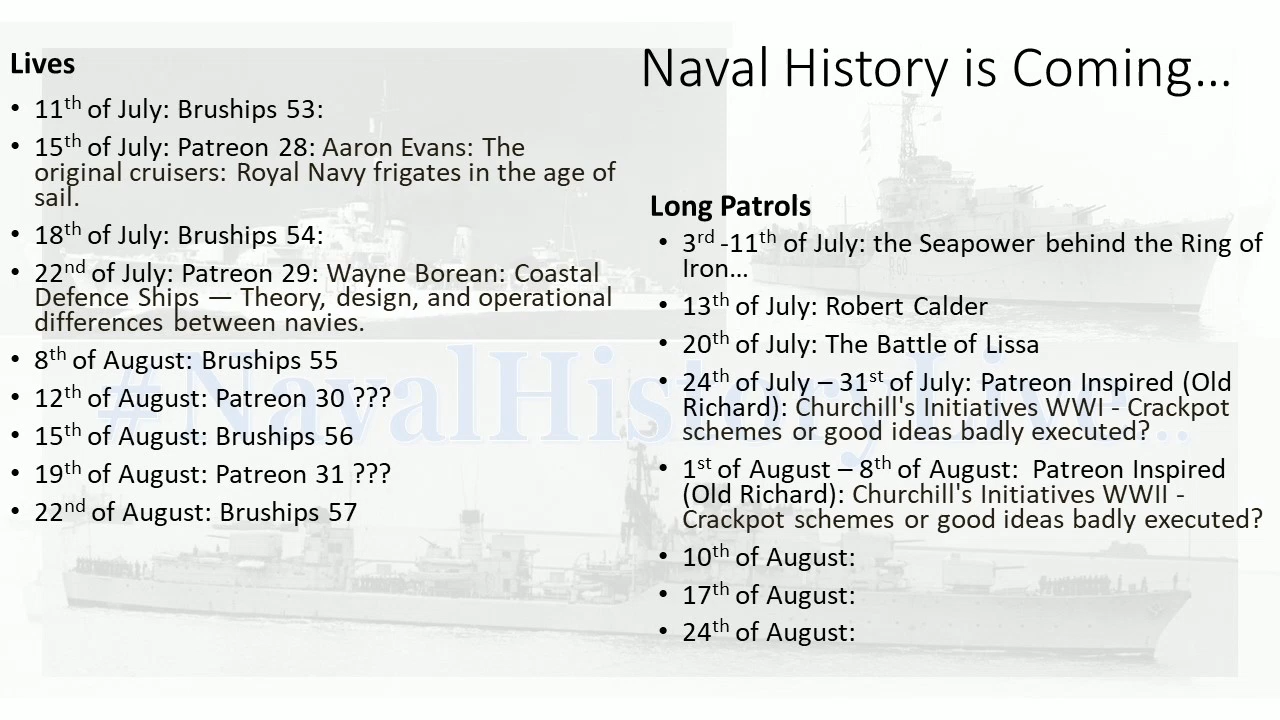 Naval History is Coming...
Lives
• 11th of July: Bruships 53:
• 15th of July: Patreon 28: Aaron Evans: The
original cruisers: Royal Navy frigates in the age of
sail.
• 18th of July: Bruships 54:
• 22nd of July: Patreon 29: Wayne Borean: Coastal
Defence Ships — Theory, design, and operational
differences between navies.
• 8th of August: Bruships 55
• 12th of August: Patreon 30 ???
• 15th of August: Bruships 56
• 19th of August: Patreon 31 ???
• 22nd of August: Bruships 57
Long Patrols
• 3rd -11th of July: the Seapower behind the Ring of
Iron...
• 13th of July: Robert Calder
• 20th of July: The Battle of Lissa
• 24th of July – 31st of July: Patreon Inspired (Old
Richard): Churchill's Initiatives WWI - Crackpot
schemes or good ideas badly executed?
• 1st of August – 8th of August: Patreon Inspired
(Old Richard): Churchill's Initiatives WWII -
Crackpot schemes or good ideas badly executed?
• 10th of August:
• 17th of August:
• 24th of August:
#NavalHistoryLive...